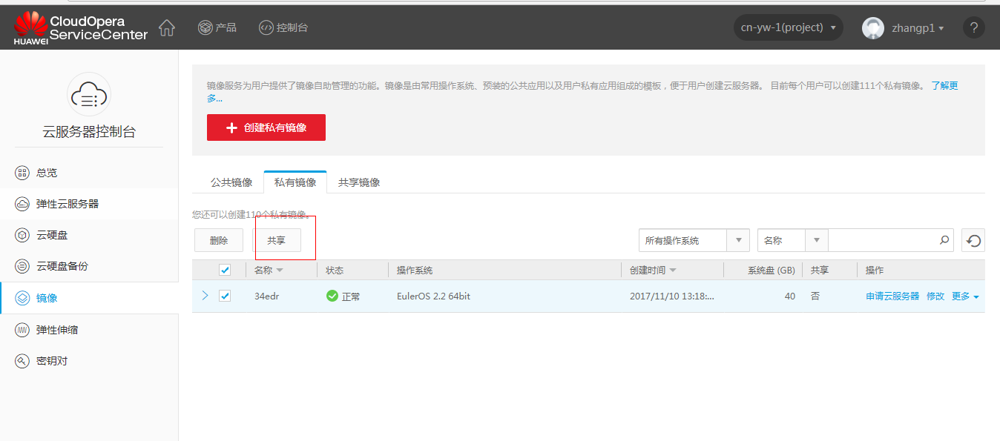 HUAWEI
CloudOpera
ServiceCenter
产品
控制台
cn-yw-1(project)
zhangp1
?
云服务器控制台
总览
弹性云服务器
云硬盘
云硬盘备份
镜像
弹性伸缩
密钥对
镜像服务为用户提供了镜像自助管理的功能。镜像是由常用操作系统、预装的公共应用以及用户私有应用组成的模板，便于用户创建云服务器。 目前每个用户可以创建111个私有镜像。 了解更
多...
创建私有镜像
公共镜像 私有镜像 共享镜像
您还可以创建110个私有镜像。
删除 共享 所有操作系统 名称
名称 状态 操作系统 创建时间 系统盘 (GB) 共享 操作
34edr 正常 EulerOS 2.2 64bit 2017/11/10 13:18:... 40 否 申请云服务器 修改 更多